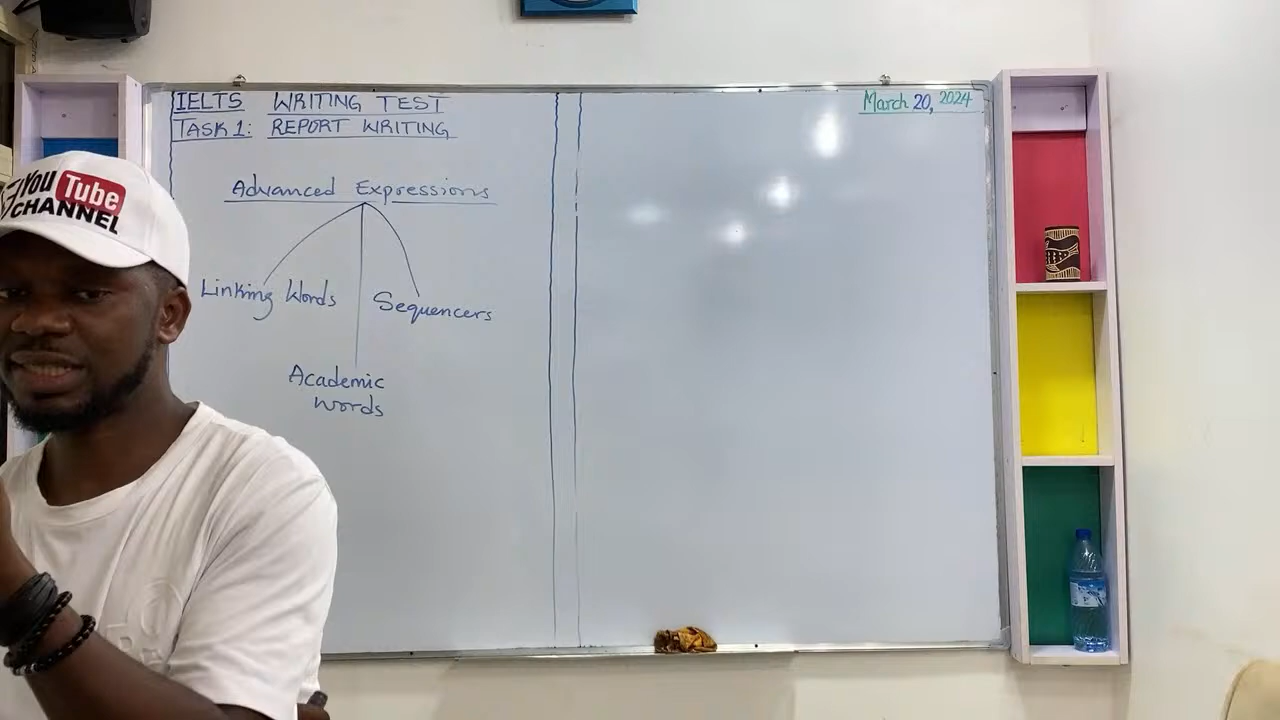 IELTS WRITING TEST
TASK 1: REPORT WRITING
March 20, 2024
Advanced Expressions
Linking Words
Sequencers
Academic
words
You Tube
CHANNEL